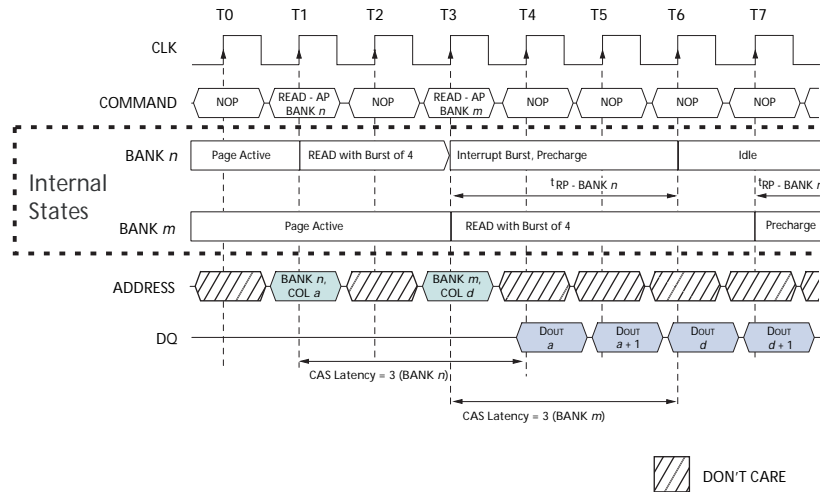 T0 T1 T2 T3 T4 T5 T6 T7
CLK
COMMAND NOP READ - AP BANK n NOP READ - AP BANK m NOP NOP NOP NOP
Internal States
BANK n Page Active READ with Burst of 4 Interrupt Burst, Precharge Idle
tRP - BANK n tRP - BANK n
BANK m Page Active READ with Burst of 4 Precharge
ADDRESS BANK n, COL a BANK m, COL d
DQ DOUT a DOUT a + 1 DOUT d DOUT d + 1
CAS Latency = 3 (BANK n)
CAS Latency = 3 (BANK m)
DON'T CARE